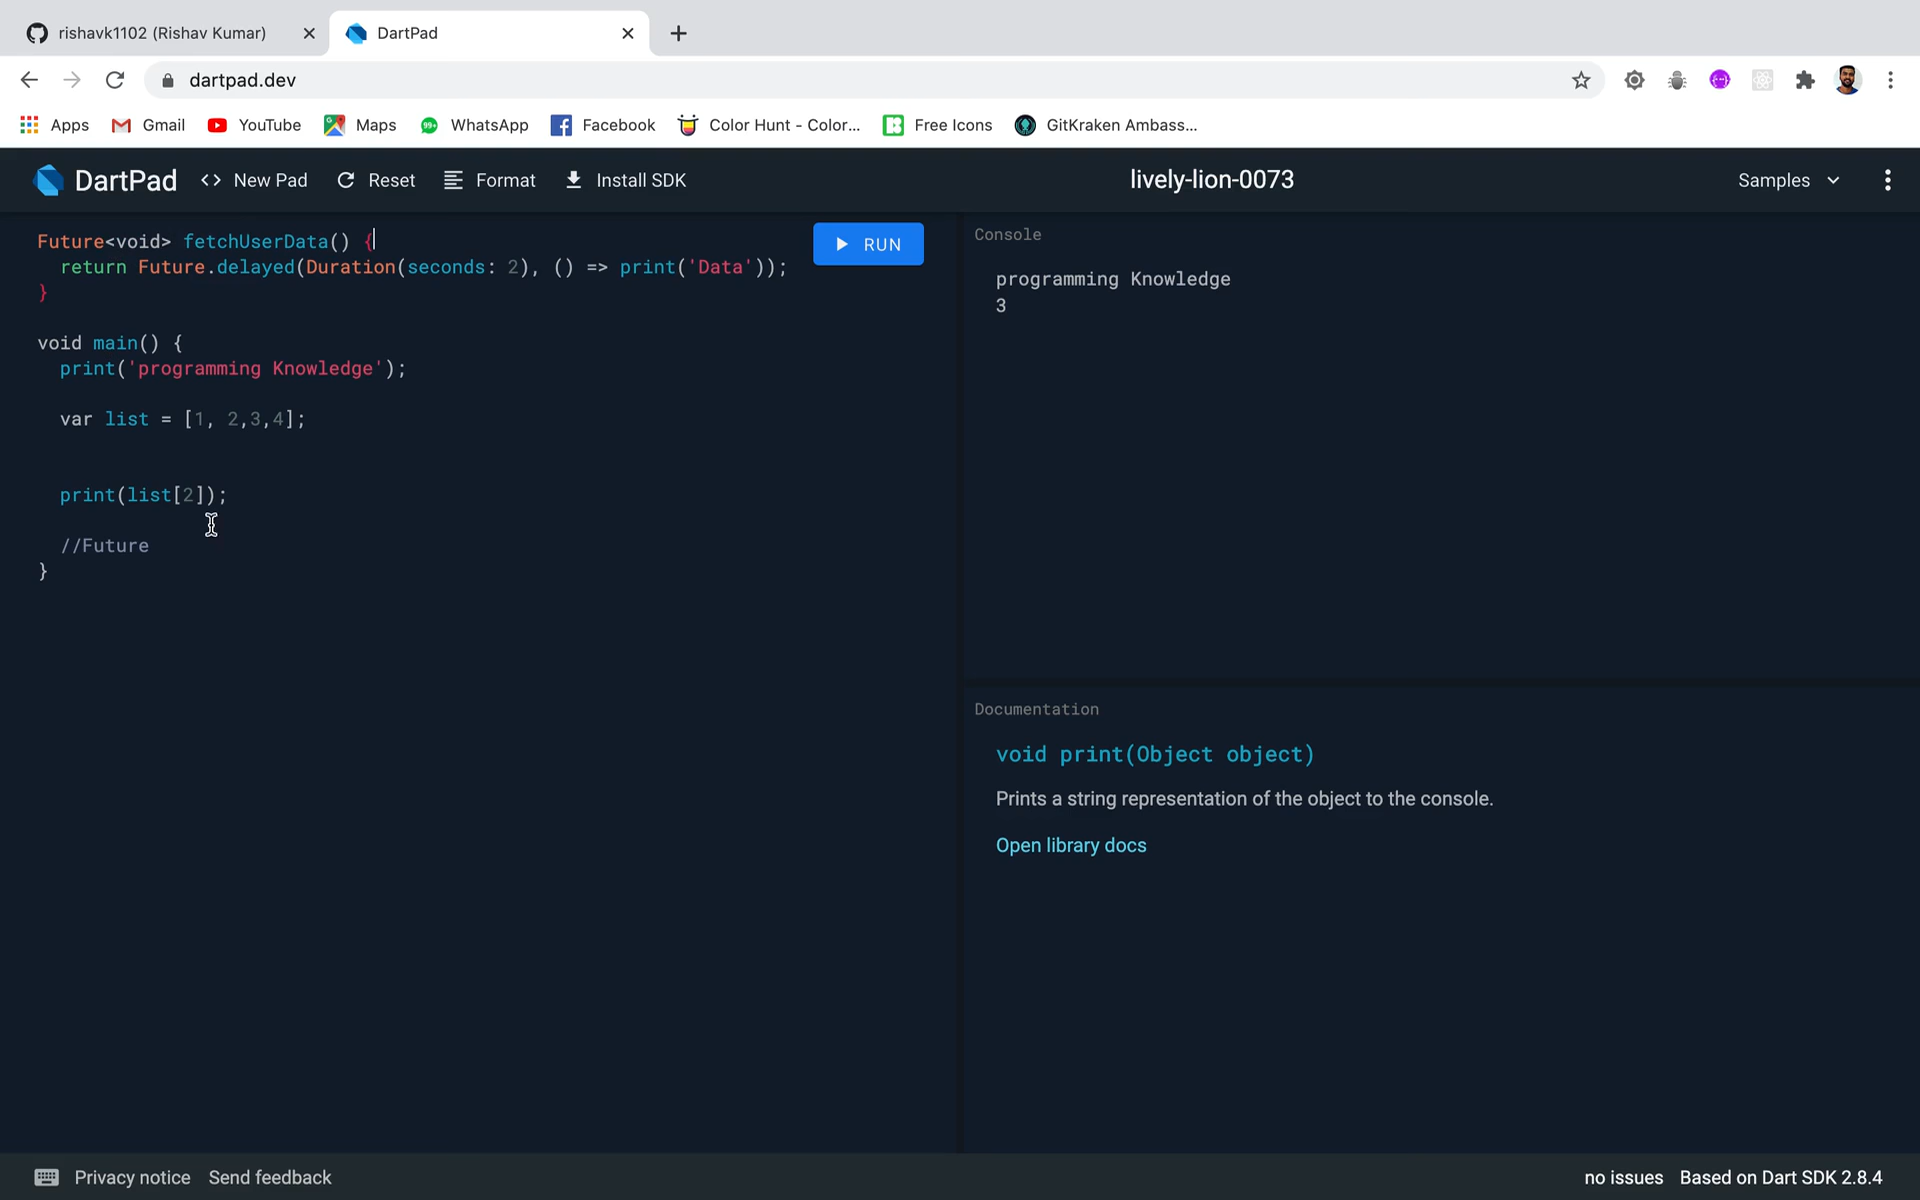 rishavk1102 (Rishav Kumar)
DartPad
dartpad.dev
Apps
Gmail
YouTube
Maps
99+
WhatsApp
Facebook
Color Hunt - Color...
Free Icons
GitKraken Ambass...
DartPad
<> New Pad
Reset
Format
Install SDK
lively-lion-0073
Samples
Future<void> fetchUserData() {
return Future.delayed(Duration(seconds: 2), () => print('Data'));
}
void main() {
print('programming Knowledge');
var list = [1, 2,3,4];
print(list[2]);
//Future
}
RUN
Console
programming Knowledge
3
Documentation
void print(Object object)
Prints a string representation of the object to the console.
Open library docs
Privacy notice
Send feedback
no issues
Based on Dart SDK 2.8.4